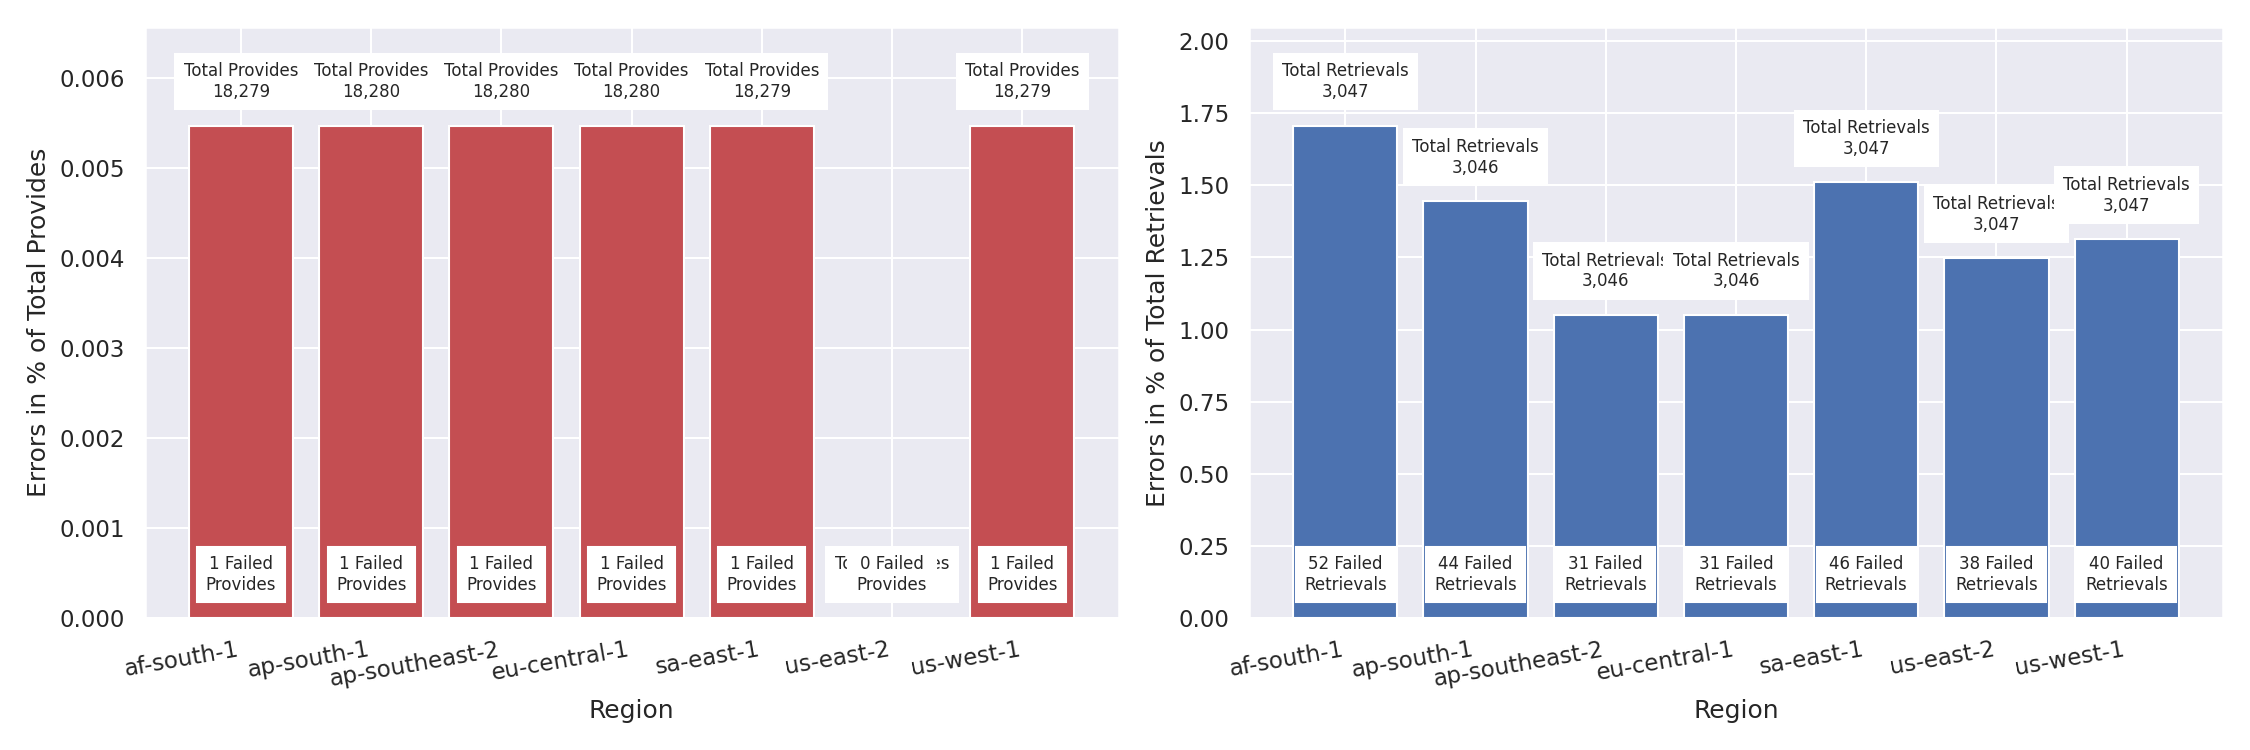 Errors in % of Total Provides
0.006
0.005
0.004
0.003
0.002
0.001
0.000
Total Provides
18,279
Total Provides
18,280
Total Provides
18,280
Total Provides
18,280
Total Provides
18,279
Total Provides
18,279
1 Failed
Provides
1 Failed
Provides
1 Failed
Provides
1 Failed
Provides
1 Failed
Provides
0 Failed
Provides
1 Failed
Provides
af-south-1
ap-south-1
ap-southeast-2
eu-central-1
sa-east-1
us-east-2
us-west-1
Region
Errors in % of Total Retrievals
2.00
1.75
1.50
1.25
1.00
0.75
0.50
0.25
0.00
Total Retrievals
3,047
Total Retrievals
3,046
Total Retrievals
3,046
Total Retrievals
3,046
Total Retrievals
3,047
Total Retrievals
3,047
Total Retrievals
3,047
52 Failed
Retrievals
44 Failed
Retrievals
31 Failed
Retrievals
31 Failed
Retrievals
46 Failed
Retrievals
38 Failed
Retrievals
40 Failed
Retrievals
af-south-1
ap-south-1
ap-southeast-2
eu-central-1
sa-east-1
us-east-2
us-west-1
Region